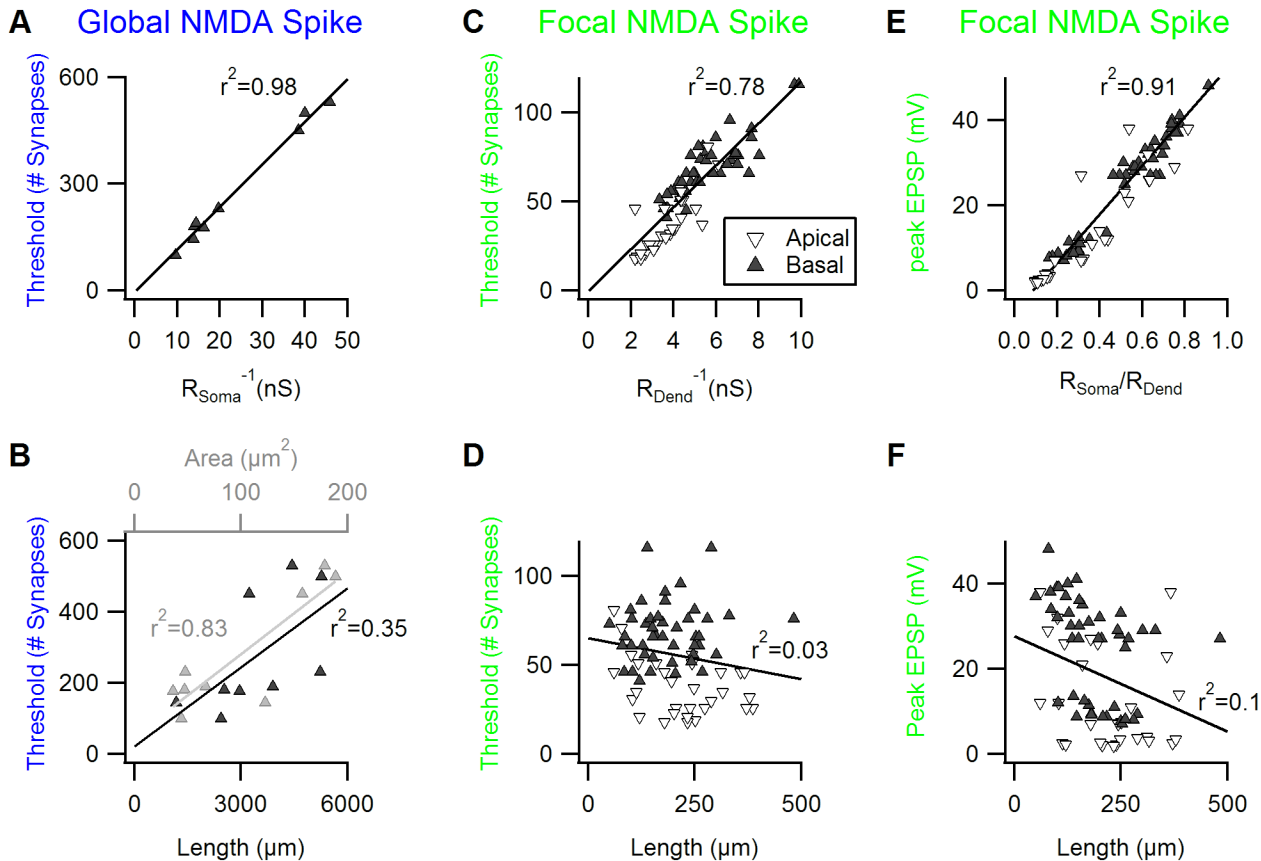 A Global NMDA Spike
Threshold (# Synapses)
600
300
0
r²=0.98
0 10 20 30 40 50
R_Soma⁻¹(nS)
C Focal NMDA Spike
Threshold (# Synapses)
100
50
0
r²=0.78
Apical
Basal
0 2 4 6 8 10
R_Dend⁻¹(nS)
E Focal NMDA Spike
peak EPSP (mV)
40
20
0
r²=0.91
0.0 0.2 0.4 0.6 0.8 1.0
R_Soma/R_Dend
B
Area (µm²)
0 100 200
Threshold (# Synapses)
600
400
200
0
r²=0.83
r²=0.35
0 3000 6000
Length (µm)
D
Threshold (# Synapses)
100
50
0
r²=0.03
0 250 500
Length (µm)
F
Peak EPSP (mV)
40
20
0
r²=0.1
0 250 500
Length (µm)